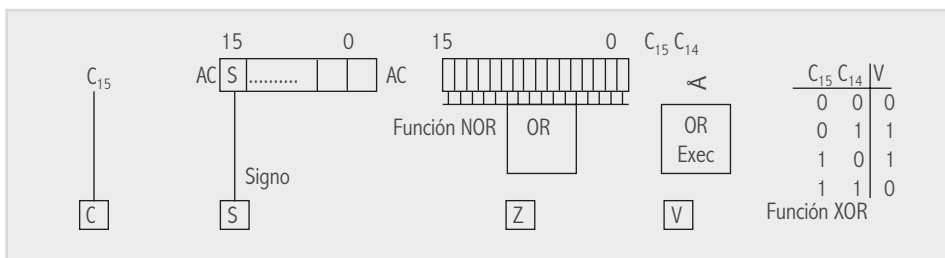 15 0 15 0 C15 C14
C15
AC S .......... AC
C15 C14 V
0 0 0
0 1 1
1 0 1
1 1 0
Función NOR OR
OR
Exec
Signo
C S Z V
Función XOR